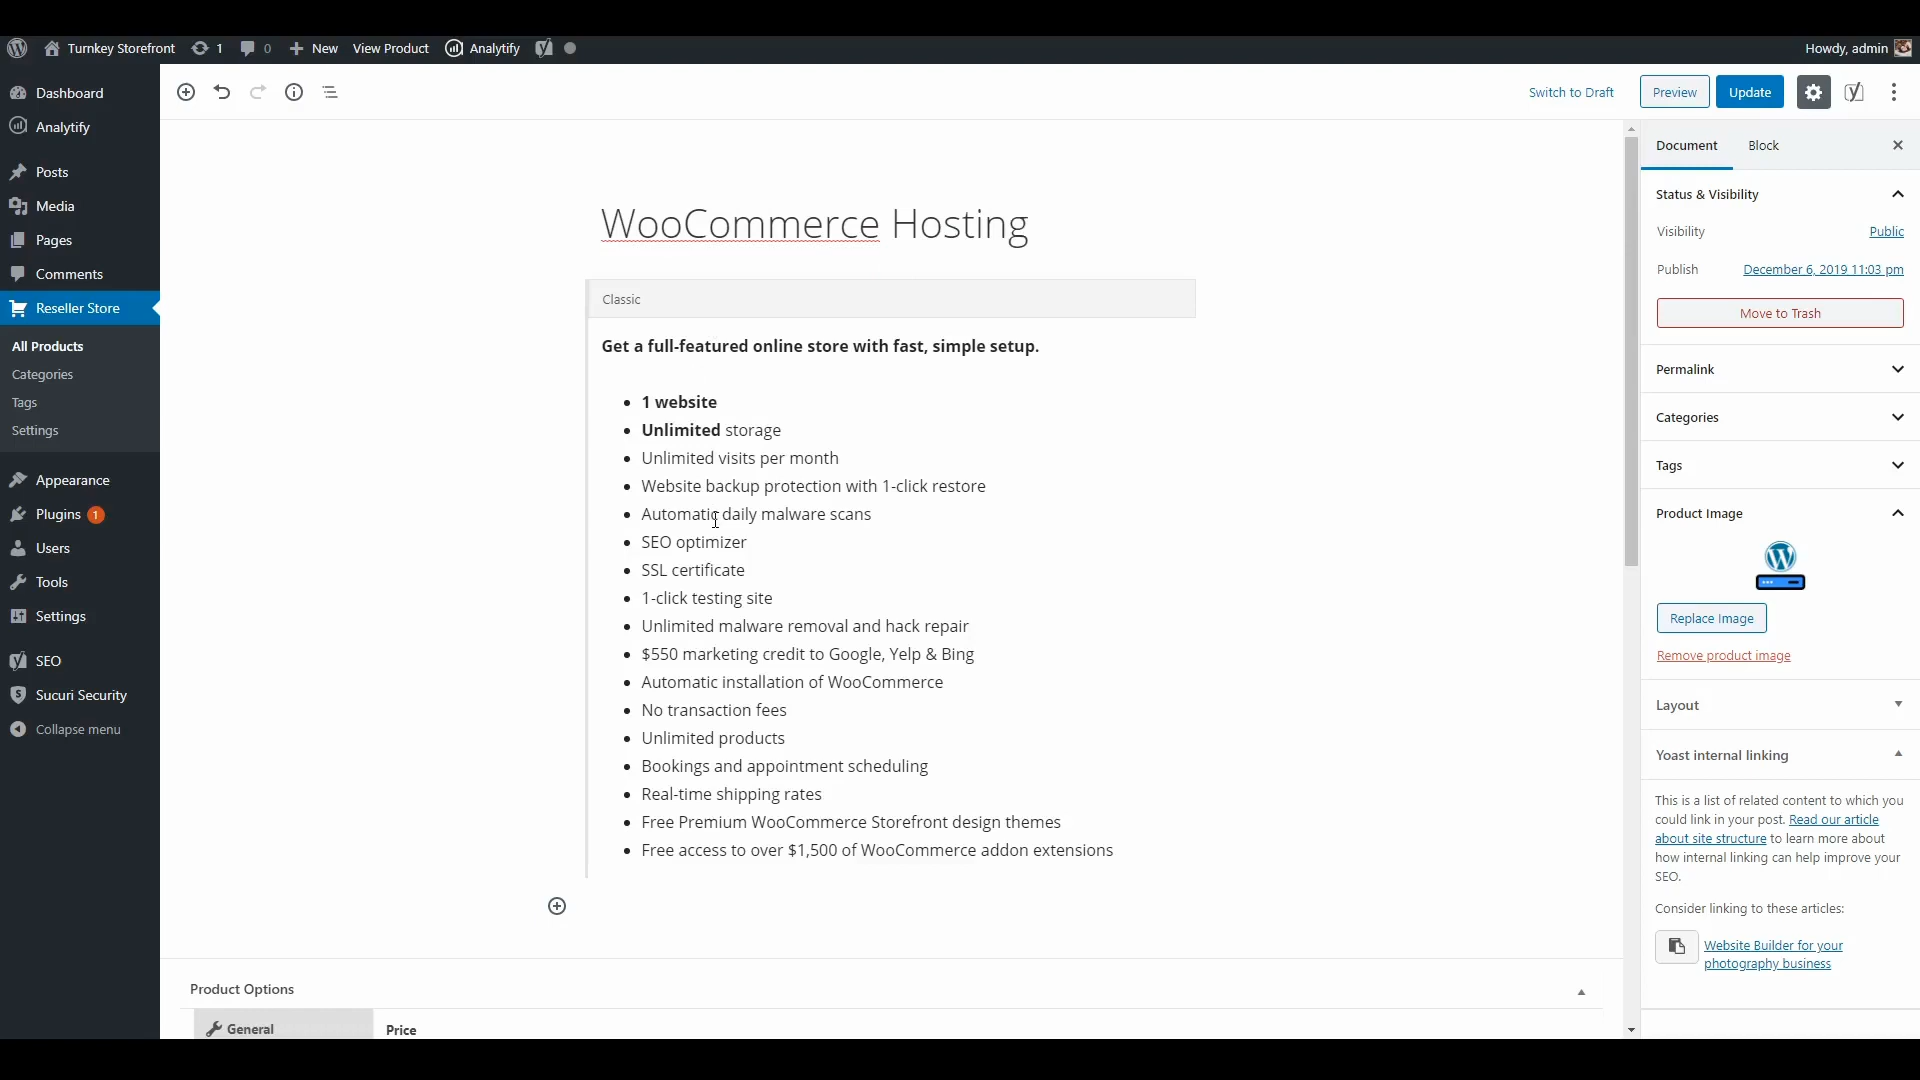 Turnkey Storefront
1
0
New
View Product
Analytify
Howdy, admin
Dashboard
Analytify
Posts
Media
Pages
Comments
Reseller Store
All Products
Categories
Tags
Settings
Appearance
Plugins 1
Users
Tools
Settings
SEO
Sucuri Security
Collapse menu
Switch to Draft
Preview
Update
WooCommerce Hosting
Classic
Get a full-featured online store with fast, simple setup.
1 website
Unlimited storage
Unlimited visits per month
Website backup protection with 1-click restore
Automatic daily malware scans
SEO optimizer
SSL certificate
1-click testing site
Unlimited malware removal and hack repair
$550 marketing credit to Google, Yelp & Bing
Automatic installation of WooCommerce
No transaction fees
Unlimited products
Bookings and appointment scheduling
Real-time shipping rates
Free Premium WooCommerce Storefront design themes
Free access to over $1,500 of WooCommerce addon extensions
Product Options
General
Price
Document
Block
Status & Visibility
Visibility
Public
Publish
December 6, 2019 11:03 pm
Move to Trash
Permalink
Categories
Tags
Product Image
Replace Image
Remove product image
Layout
Yoast internal linking
This is a list of related content to which you
could link in your post. Read our article
about site structure to learn more about
how internal linking can help improve your
SEO.
Consider linking to these articles:
Website Builder for your
photography business